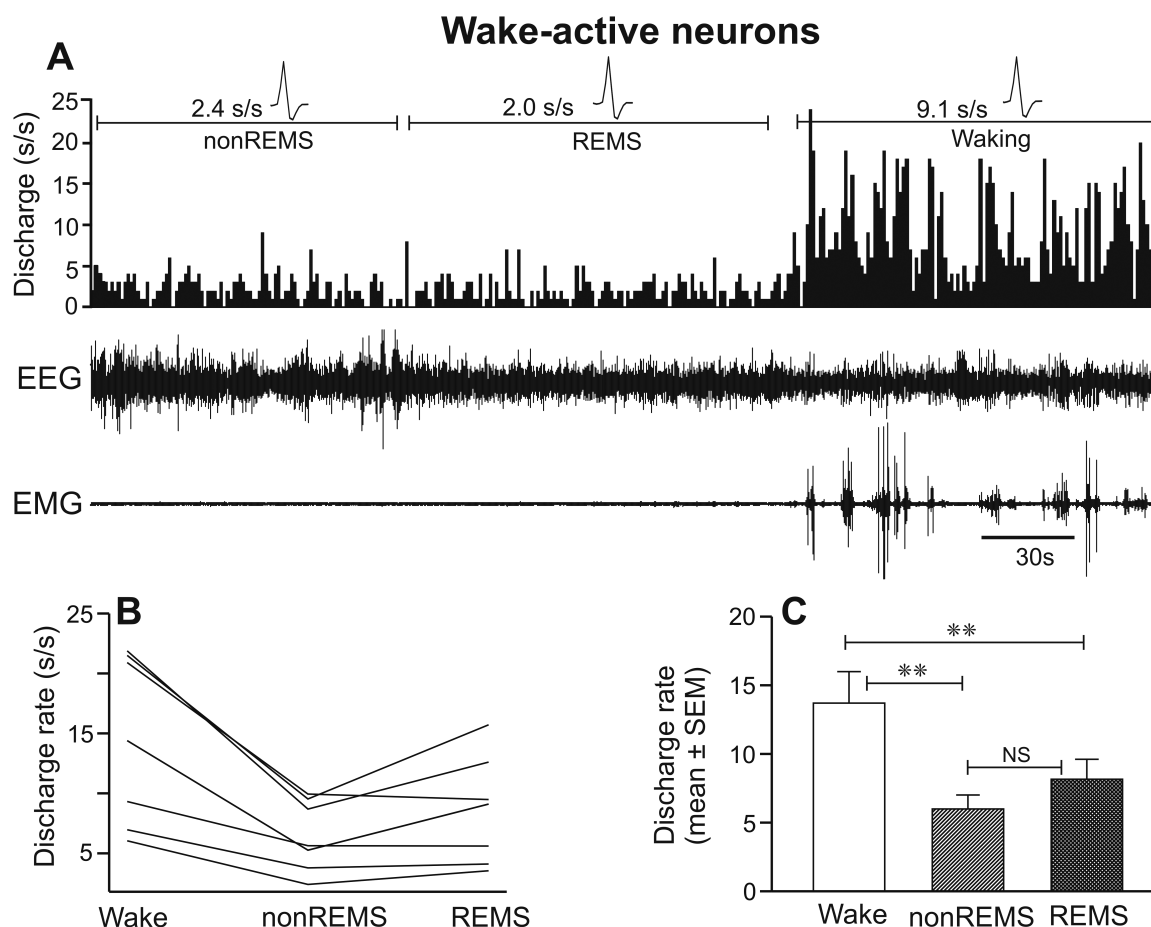 Wake-active neurons
A
2.4 s/s
2.0 s/s
9.1 s/s
nonREMS
REMS
Waking
Discharge (s/s)
25
20
15
10
5
0
EEG
EMG
30s
B
Discharge rate (s/s)
25
15
5
Wake
nonREMS
REMS
C
Discharge rate
(mean ± SEM)
20
15
10
5
0
**
**
NS
Wake
nonREMS
REMS